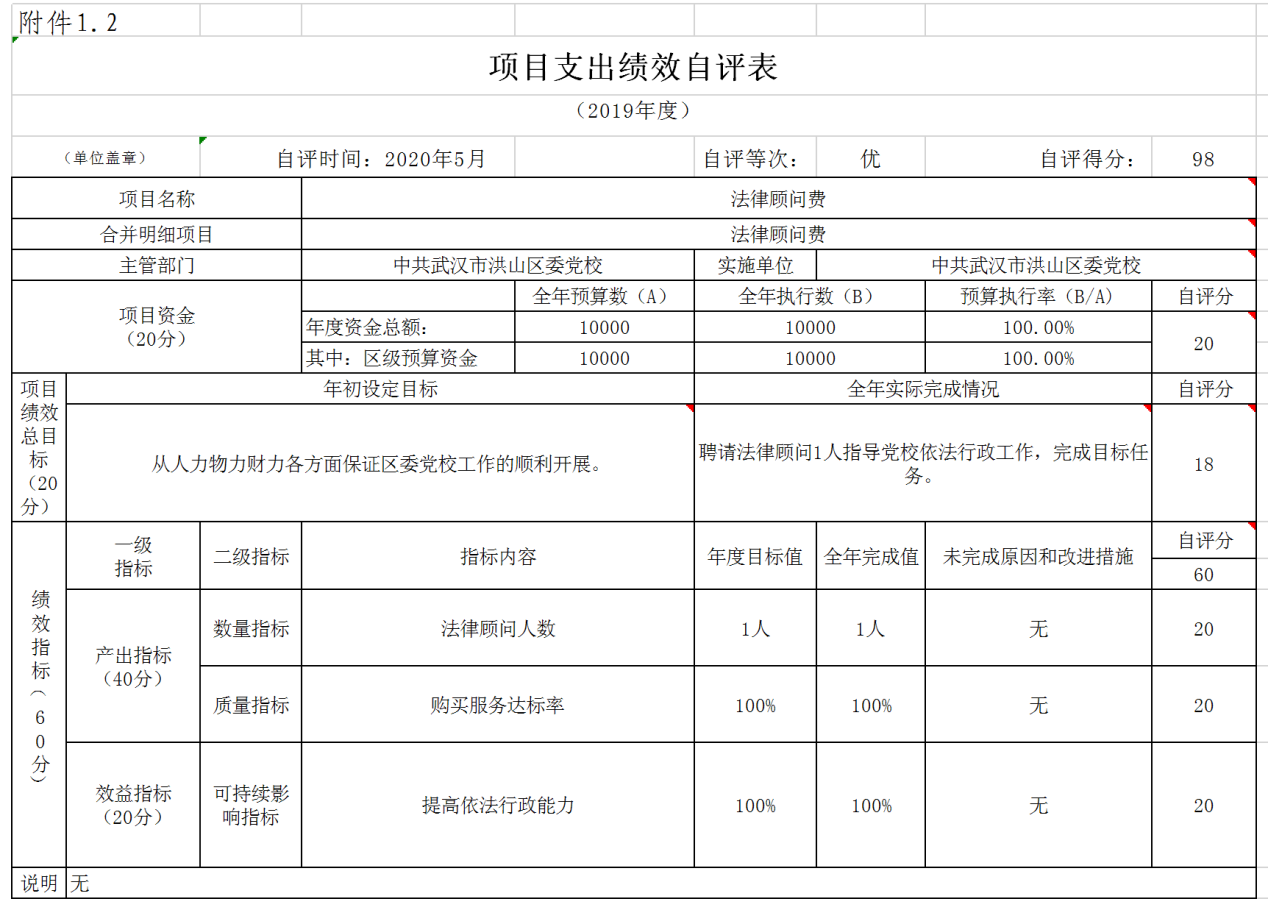 附件1.2
项目支出绩效自评表
（2019年度）
（单位盖章） 自评时间：2020年5月 自评等次： 优 自评得分： 98
项目名称 法律顾问费
合并明细项目 法律顾问费
主管部门 中共武汉市洪山区委党校 实施单位 中共武汉市洪山区委党校
项目资金
（20分）
全年预算数（A） 全年执行数（B） 预算执行率（B/A） 自评分
年度资金总额： 10000 10000 100.00%
20
其中：区级预算资金 10000 10000 100.00%
项目
绩效
总目
标
（20
分）
年初设定目标 全年实际完成情况 自评分
从人力物力财力各方面保证区委党校工作的顺利开展。
聘请法律顾问1人指导党校依法行政工作，完成目标任
务。
18
绩
效
指
标
（
6
0
分
）
一级
指标
二级指标 指标内容 年度目标值 全年完成值 未完成原因和改进措施
自评分
60
产出指标
（40分）
数量指标 法律顾问人数 1人 1人 无 20
质量指标 购买服务达标率 100% 100% 无 20
效益指标
（20分）
可持续影
响指标
提高依法行政能力 100% 100% 无 20
说明 无